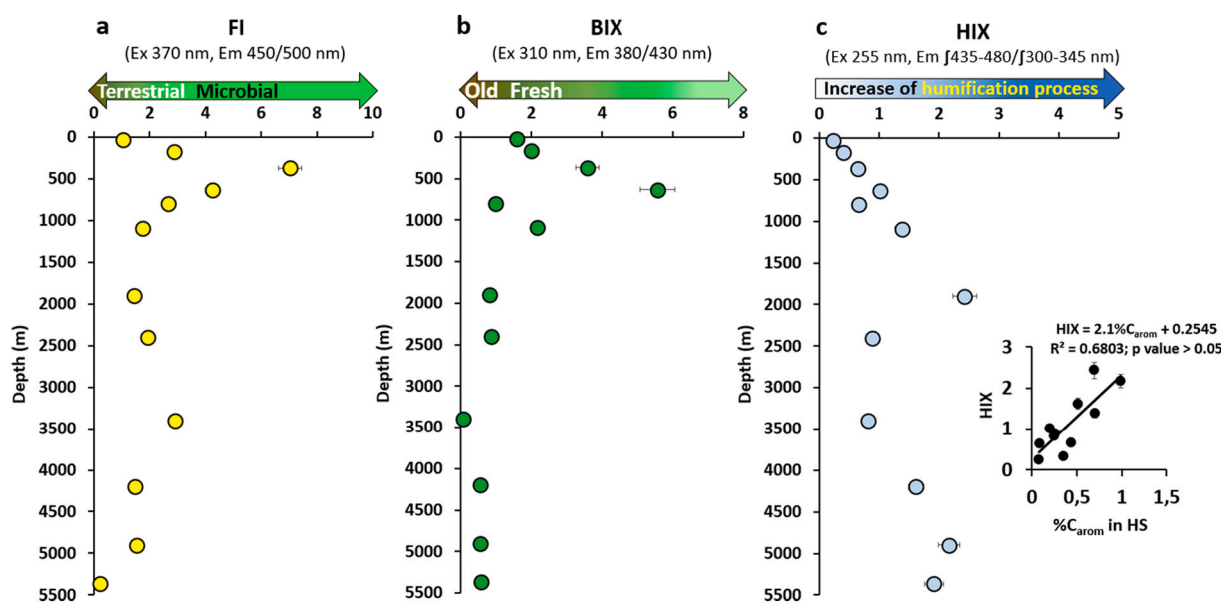 a
FI
(Ex 370 nm, Em 450/500 nm)
Terrestrial Microbial
0 2 4 6 8 10
0
500
1000
1500
2000
2500
3000
3500
4000
4500
5000
5500
Depth (m)
b
BIX
(Ex 310 nm, Em 380/430 nm)
Old Fresh
0 2 4 6 8
0
500
1000
1500
2000
2500
3000
3500
4000
4500
5000
5500
Depth (m)
c
HIX
(Ex 255 nm, Em ∫435-480/∫300-345 nm)
Increase of humification process
0 1 2 3 4 5
0
500
1000
1500
2000
2500
3000
3500
4000
4500
5000
5500
Depth (m)
HIX = 2.1%Carom + 0.2545
R² = 0.6803; p value > 0.05
3
2
1
0
HIX
0 0,5 1 1,5
%Carom in HS